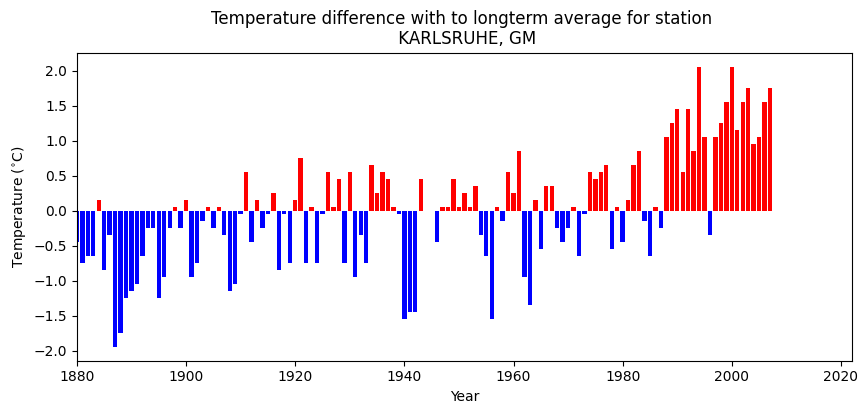 Temperature difference with to longterm average for station
KARLSRUHE, GM
Temperature (°C)
2.0
1.5
1.0
0.5
0.0
−0.5
−1.0
−1.5
−2.0
1880 1900 1920 1940 1960 1980 2000 2020
Year